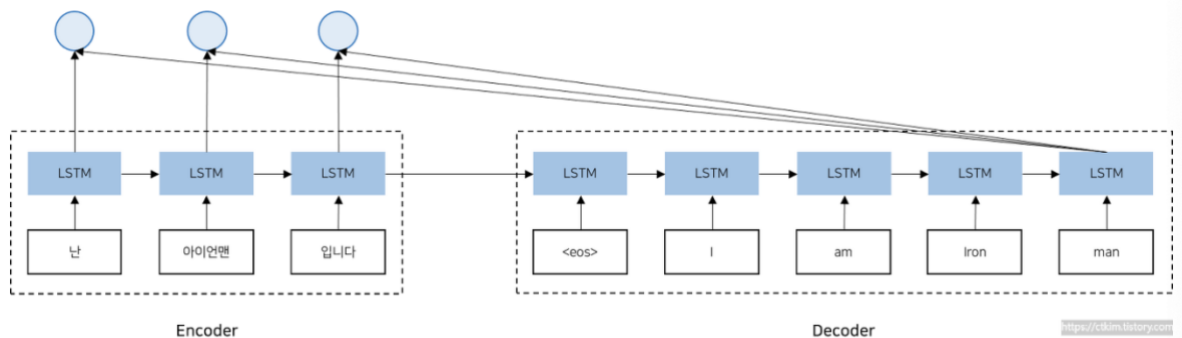 LSTM LSTM LSTM LSTM LSTM LSTM LSTM LSTM
난 아이언맨 입니다 <eos> I am Iron man
Encoder Decoder
https://ctkim.tistory.com